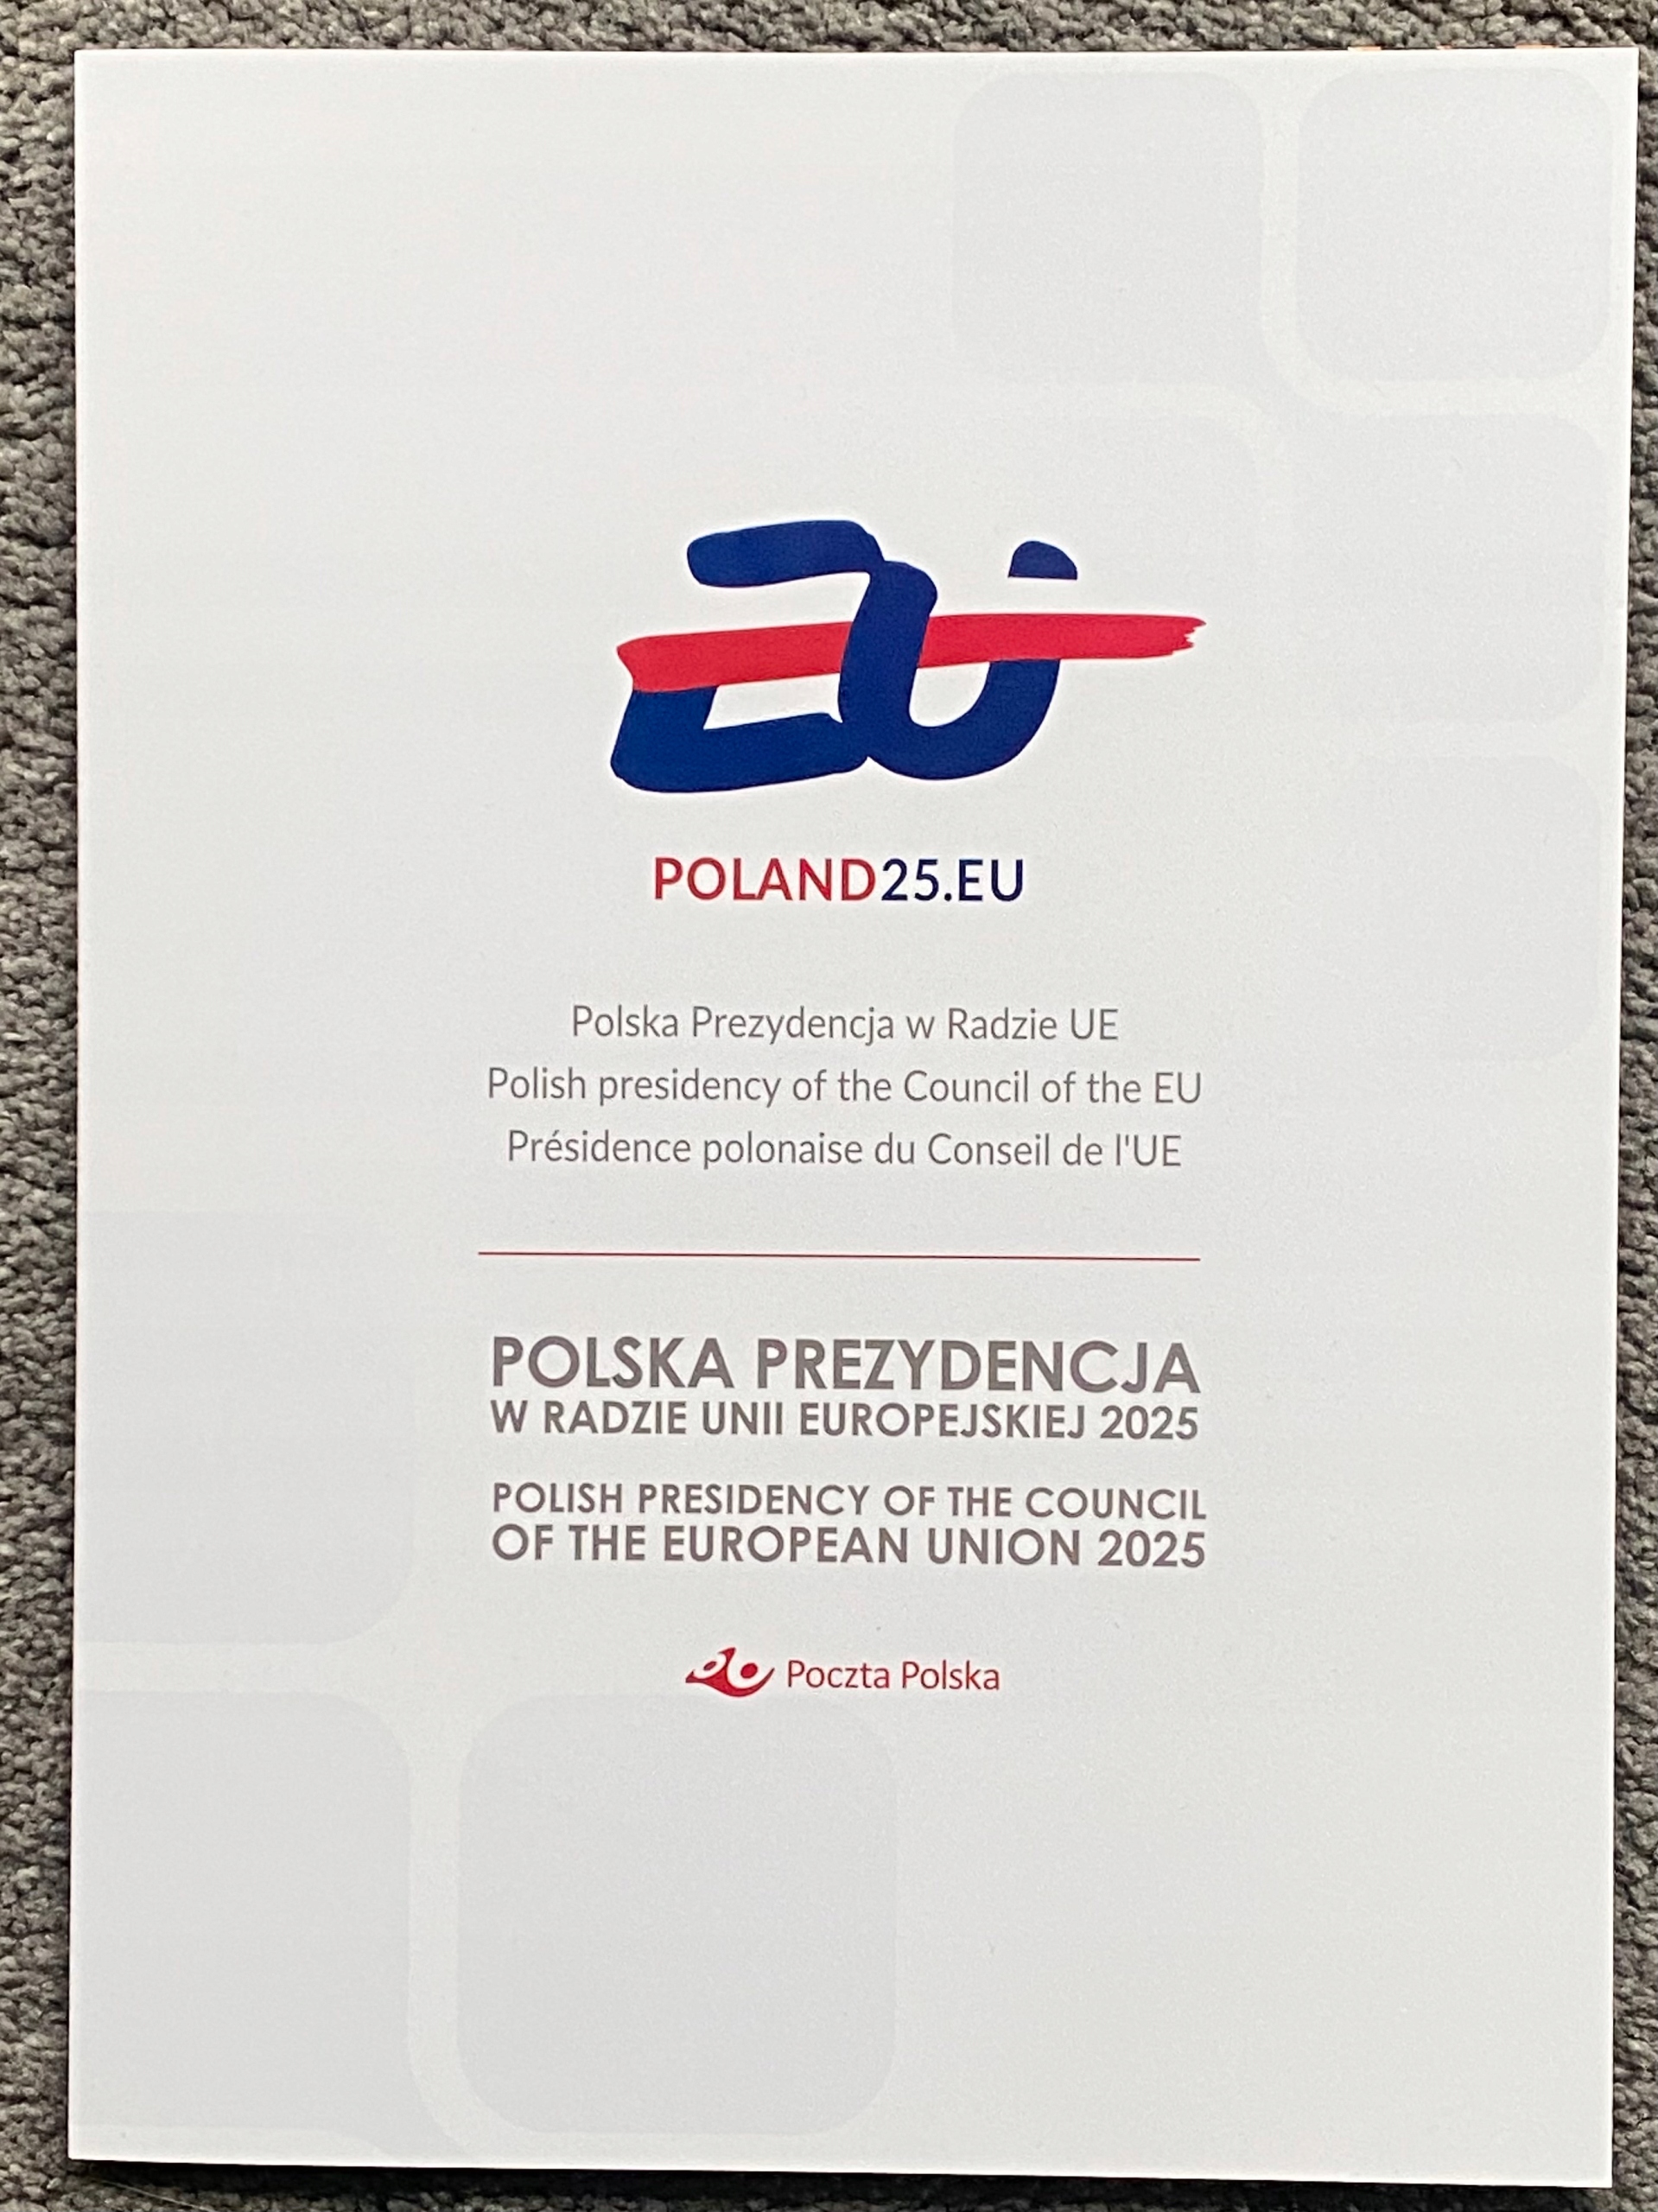 EU
POLAND25.EU
Polska Prezydencja w Radzie UE
Polish presidency of the Council of the EU
Présidence polonaise du Conseil de l'UE
POLSKA PREZYDENCJA
W RADZIE UNII EUROPEJSKIEJ 2025
POLISH PRESIDENCY OF THE COUNCIL
OF THE EUROPEAN UNION 2025
Poczta Polska